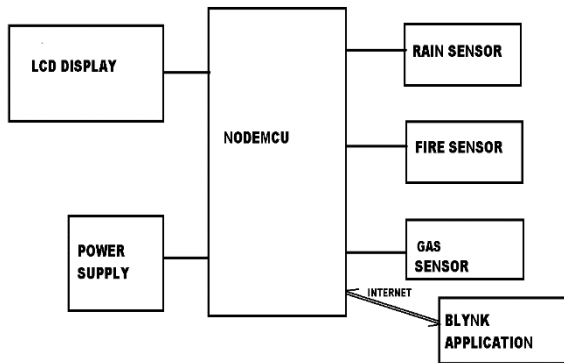 LCD DISPLAY
NODEMCU
RAIN SENSOR
FIRE SENSOR
POWER
SUPPLY
GAS
SENSOR
INTERNET
BLYNK
APPLICATION